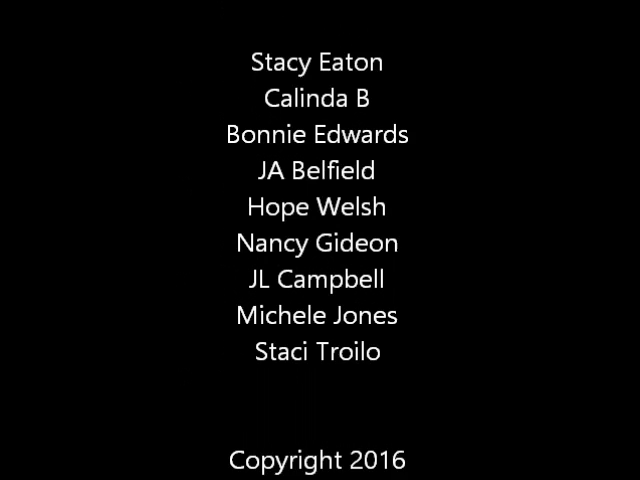 Stacy Eaton
Calinda B
Bonnie Edwards
JA Belfield
Hope Welsh
Nancy Gideon
JL Campbell
Michele Jones
Staci Troilo
Copyright 2016